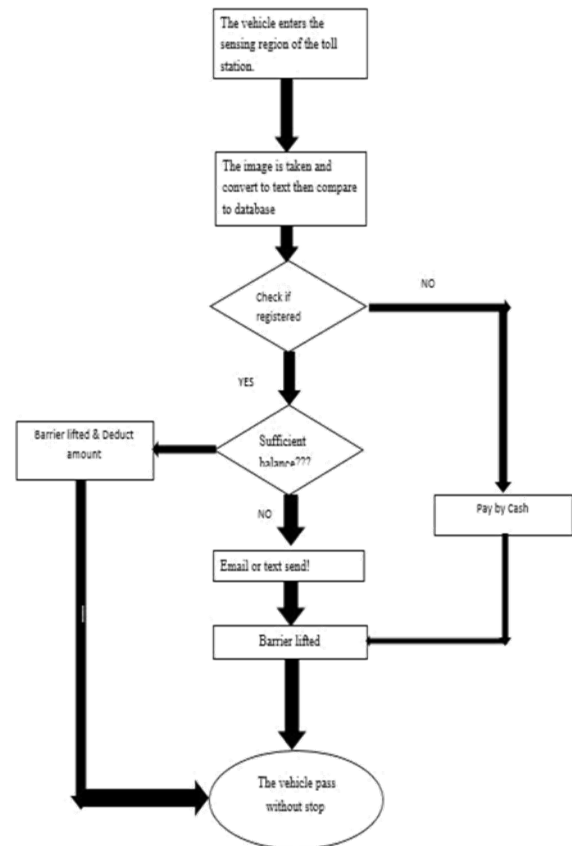 The vehicle enters the
sensing region of the toll
station.
The image is taken and
convert to text then compare
to database
Check if
registered
NO
YES
Barrier lifted & Deduct
amount
Sufficient
balance???
NO
Pay by Cash
Email or text send!
Barrier lifted
The vehicle pass
without stop